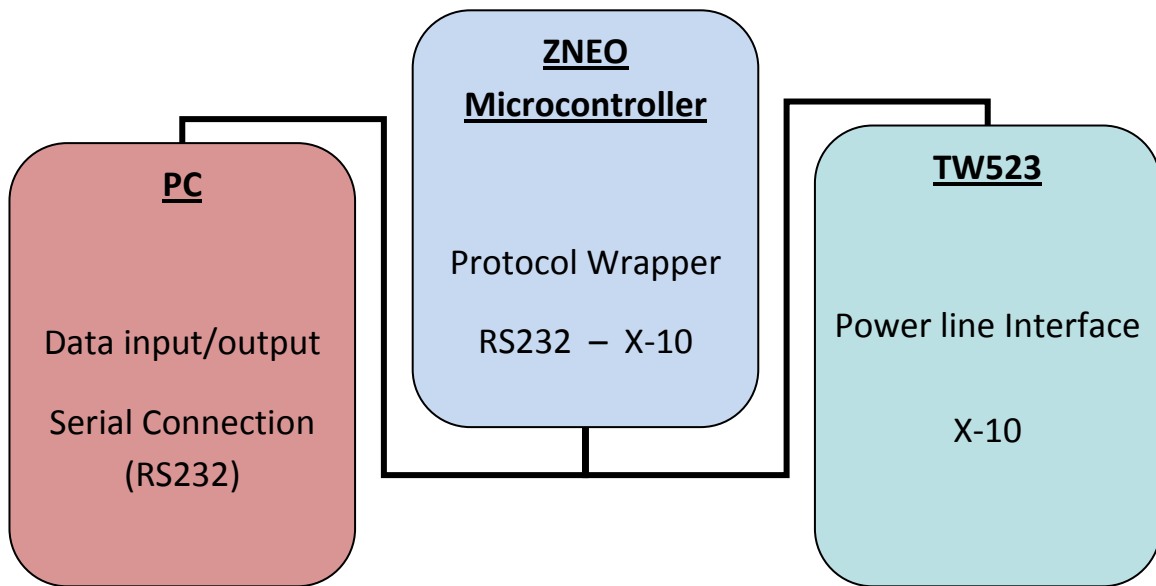 PC
Data input/output
Serial Connection
(RS232)
ZNEO
Microcontroller
Protocol Wrapper
RS232 – X-10
TW523
Power line Interface
X-10